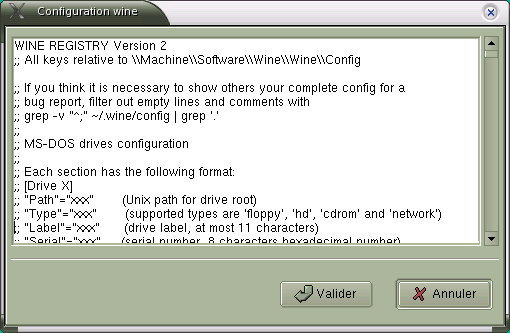 Configuration wine
WINE REGISTRY Version 2
;; All keys relative to \\Machine\\Software\\Wine\\Wine\\Config
;; If you think it is necessary to show others your complete config for a
;; bug report, filter out empty lines and comments with
;; grep -v "^;" ~/.wine/config | grep '.'
;;
;; MS-DOS drives configuration
;;
;; Each section has the following format:
;; [Drive X]
;; "Path"="xxx" (Unix path for drive root)
;; "Type"="xxx" (supported types are 'floppy', 'hd', 'cdrom' and 'network')
;; "Label"="xxx" (drive label, at most 11 characters)
;; "Serial"="xxx" (serial number, 8 characters hexadecimal number)
Valider
Annuler